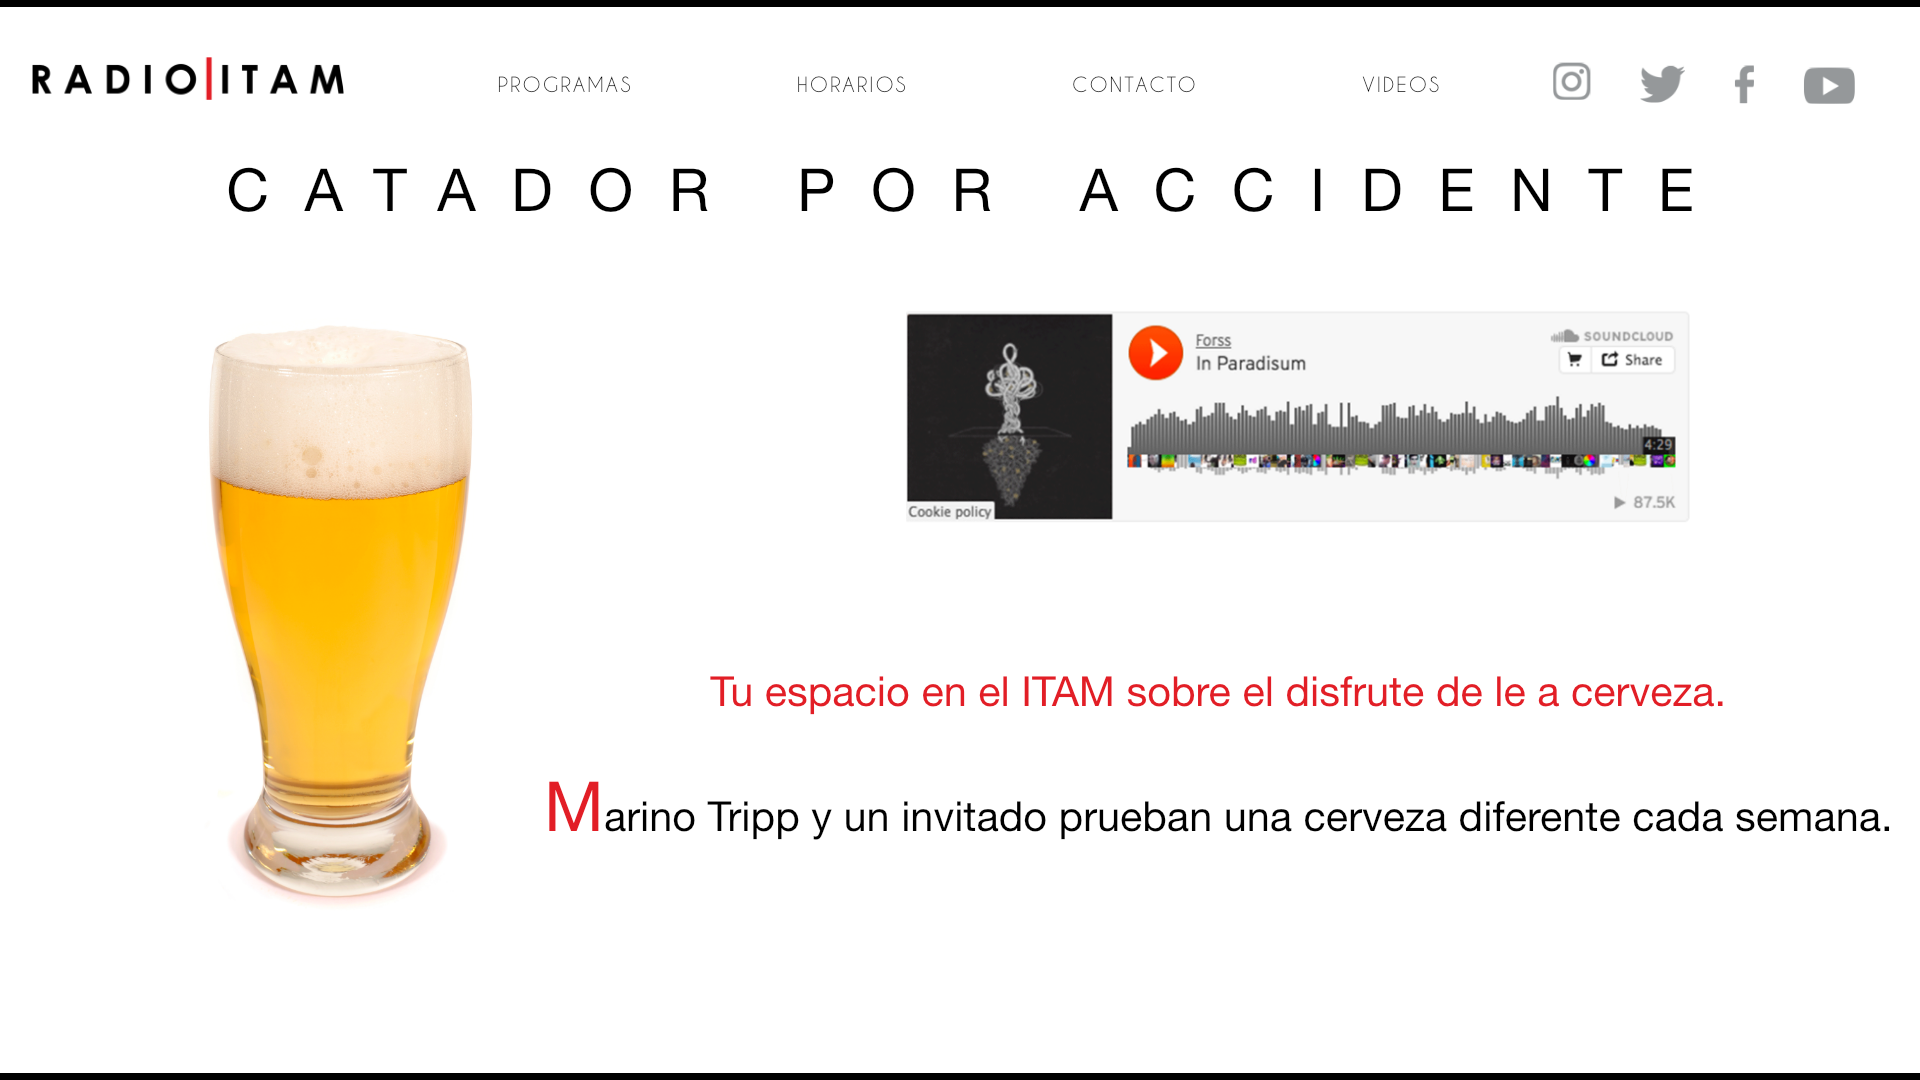 RADIO|ITAM
PROGRAMAS
HORARIOS
CONTACTO
VIDEOS
CATADOR POR ACCIDENTE
Forss
In Paradisum
SOUNDCLOUD
Share
4:29
87.5K
Cookie policy
Tu espacio en el ITAM sobre el disfrute de le a cerveza.
Marino Tripp y un invitado prueban una cerveza diferente cada semana.